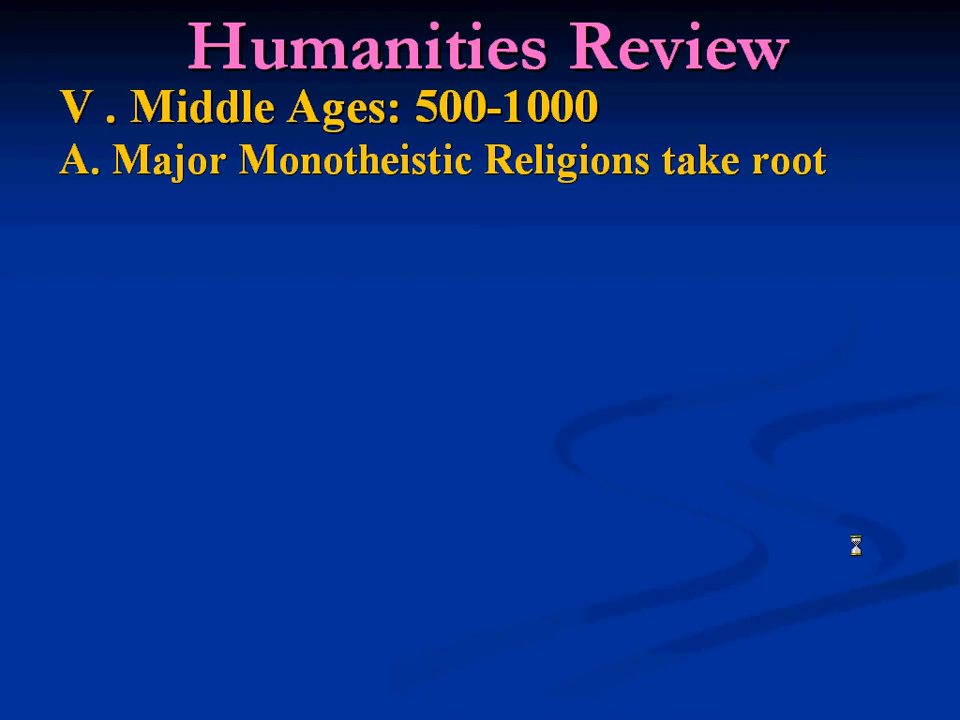 Humanities Review
V . Middle Ages: 500-1000
A. Major Monotheistic Religions take root